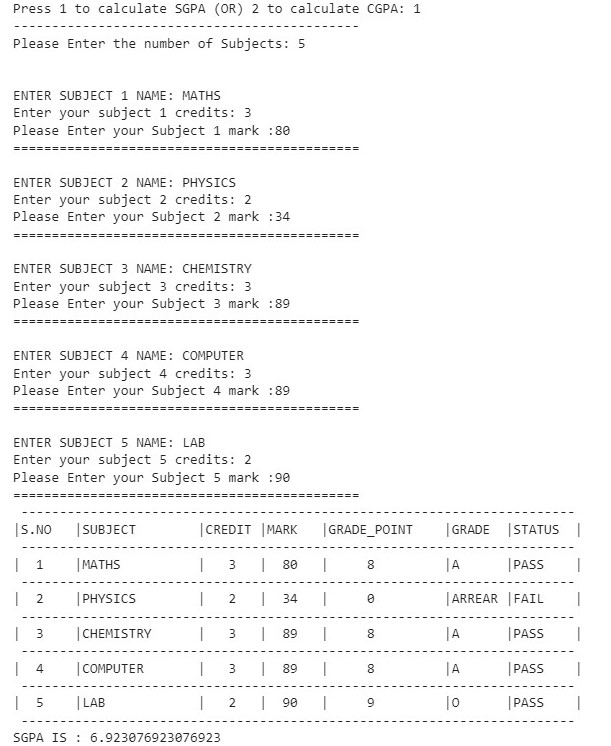 Press 1 to calculate SGPA (OR) 2 to calculate CGPA: 1
---------------------------------------------
Please Enter the number of Subjects: 5
ENTER SUBJECT 1 NAME: MATHS
Enter your subject 1 credits: 3
Please Enter your Subject 1 mark :80
=============================================
ENTER SUBJECT 2 NAME: PHYSICS
Enter your subject 2 credits: 2
Please Enter your Subject 2 mark :34
=============================================
ENTER SUBJECT 3 NAME: CHEMISTRY
Enter your subject 3 credits: 3
Please Enter your Subject 3 mark :89
=============================================
ENTER SUBJECT 4 NAME: COMPUTER
Enter your subject 4 credits: 3
Please Enter your Subject 4 mark :89
=============================================
ENTER SUBJECT 5 NAME: LAB
Enter your subject 5 credits: 2
Please Enter your Subject 5 mark :90
=============================================
------------------------------------------------------------------------
|S.NO   |SUBJECT        |CREDIT |MARK   |GRADE_POINT    |GRADE  |STATUS  |
------------------------------------------------------------------------
|  1    |MATHS          |   3   |  80   |     8         |A      |PASS    |
------------------------------------------------------------------------
|  2    |PHYSICS        |   2   |  34   |     0         |ARREAR |FAIL    |
------------------------------------------------------------------------
|  3    |CHEMISTRY      |   3   |  89   |     8         |A      |PASS    |
------------------------------------------------------------------------
|  4    |COMPUTER       |   3   |  89   |     8         |A      |PASS    |
------------------------------------------------------------------------
|  5    |LAB            |   2   |  90   |     9         |O      |PASS    |
------------------------------------------------------------------------
SGPA IS : 6.923076923076923